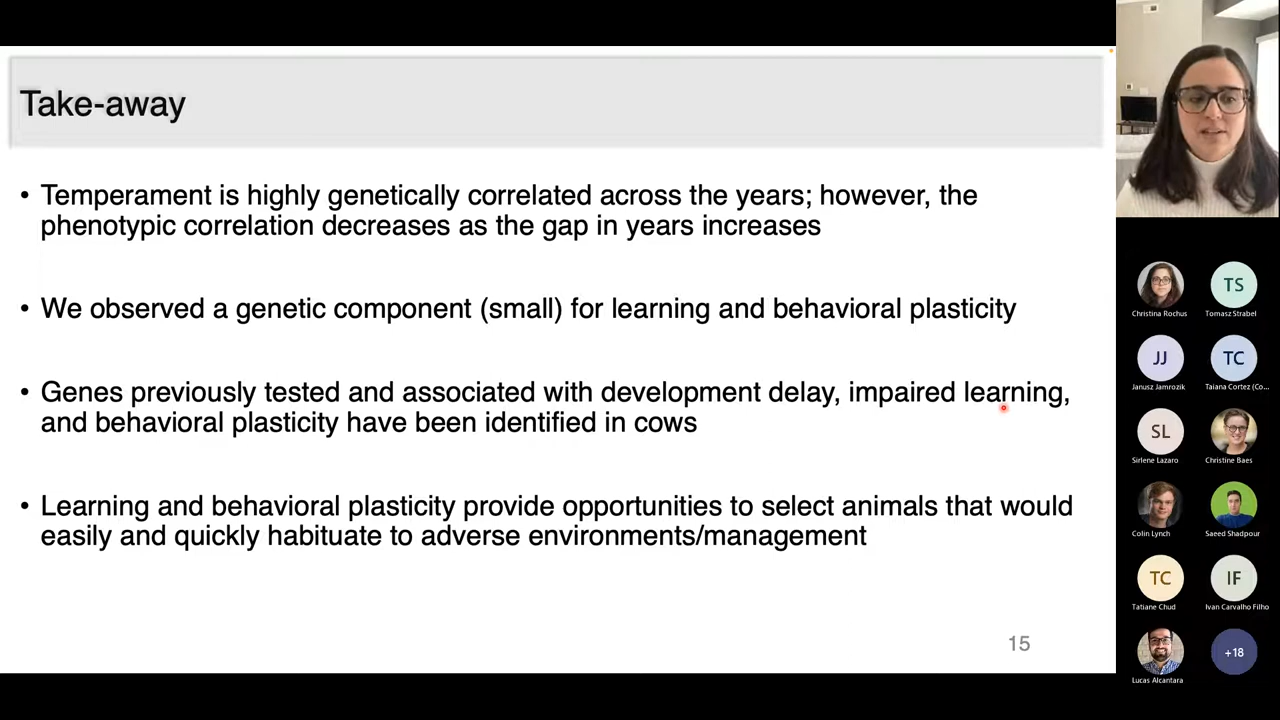 Take-away
• Temperament is highly genetically correlated across the years; however, the
phenotypic correlation decreases as the gap in years increases
• We observed a genetic component (small) for learning and behavioral plasticity
• Genes previously tested and associated with development delay, impaired learning,
and behavioral plasticity have been identified in cows
• Learning and behavioral plasticity provide opportunities to select animals that would
easily and quickly habituate to adverse environments/management
15
Christina Rochus
TS
Tomasz Strabel
JJ
Janusz Jamrozik
TC
Taiana Cortez (Co...
SL
Sirlene Lazaro
Christine Baes
Colin Lynch
Saeed Shadpour
TC
Tatiane Chud
IF
Ivan Carvalho Filho
Lucas Alcantara
+18